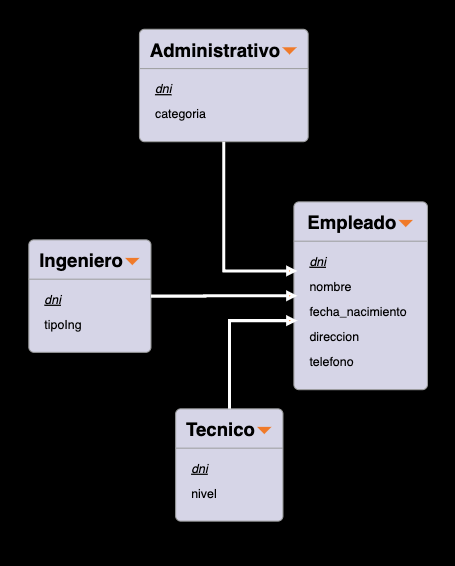 Administrativo
dni
categoria
Empleado
dni
nombre
fecha_nacimiento
direccion
telefono
Ingeniero
dni
tipoIng
Tecnico
dni
nivel